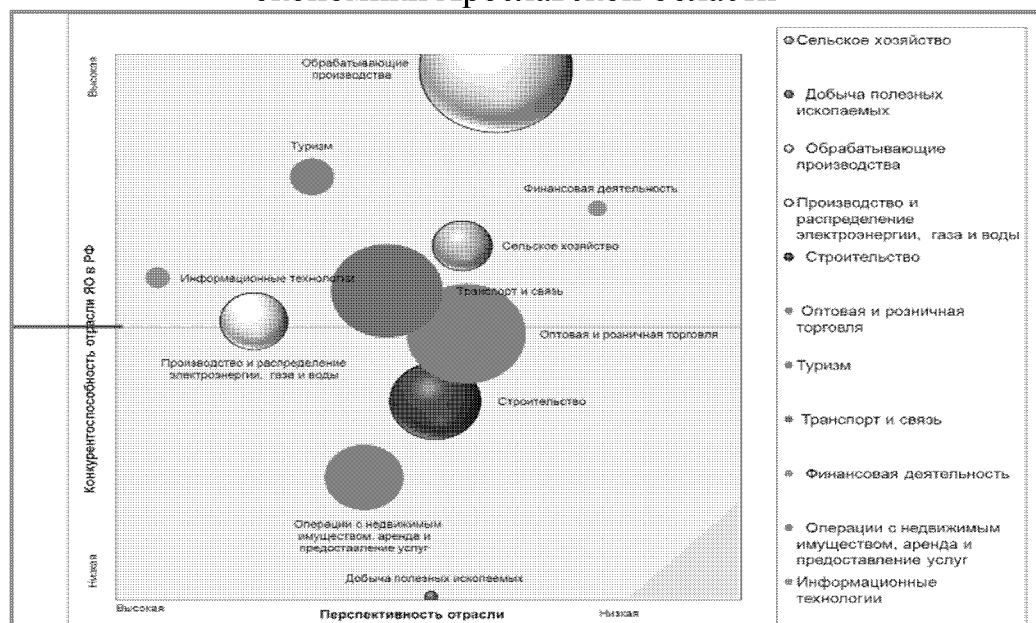 экономики Ярославской области
Высокая
Конкурентоспособность отрасли ЯО в РФ
Низкая
Обрабатывающие
производства
Туризм
Финансовая деятельность
Сельское хозяйство
Информационные технологии
Транспорт и связь
Оптовая и розничная торговля
Производство и распределение
электроэнергии, газа и воды
Строительство
Операции с недвижимым
имуществом, аренда и
предоставление услуг
Добыча полезных ископаемых
Высокая
Перспективность отрасли
Низкая
Сельское хозяйство
Добыча полезных
ископаемых
Обрабатывающие
производства
Производство и
распределение
электроэнергии, газа и воды
Строительство
Оптовая и розничная
торговля
Туризм
Транспорт и связь
Финансовая деятельность
Операции с недвижимым
имуществом, аренда и
предоставление услуг
Информационные
технологии